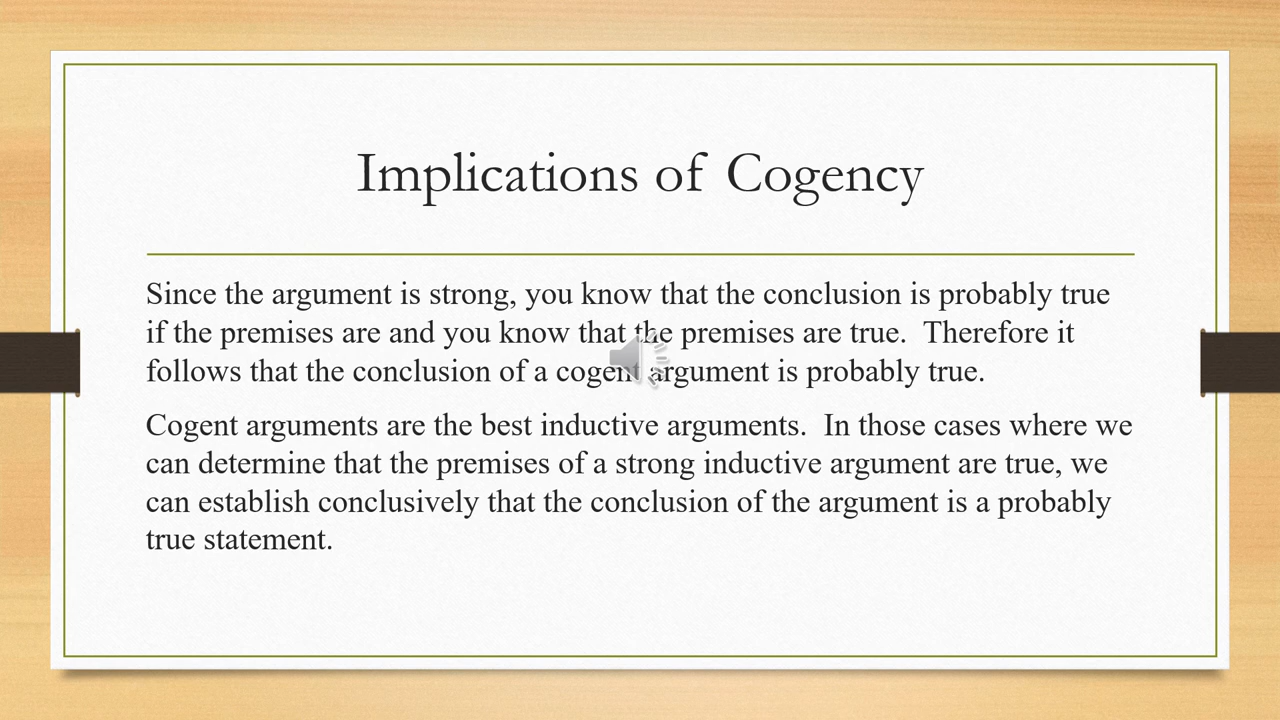 Implications of Cogency
Since the argument is strong, you know that the conclusion is probably true
if the premises are and you know that the premises are true.  Therefore it
follows that the conclusion of a cogent argument is probably true.
Cogent arguments are the best inductive arguments.  In those cases where we
can determine that the premises of a strong inductive argument are true, we
can establish conclusively that the conclusion of the argument is a probably
true statement.